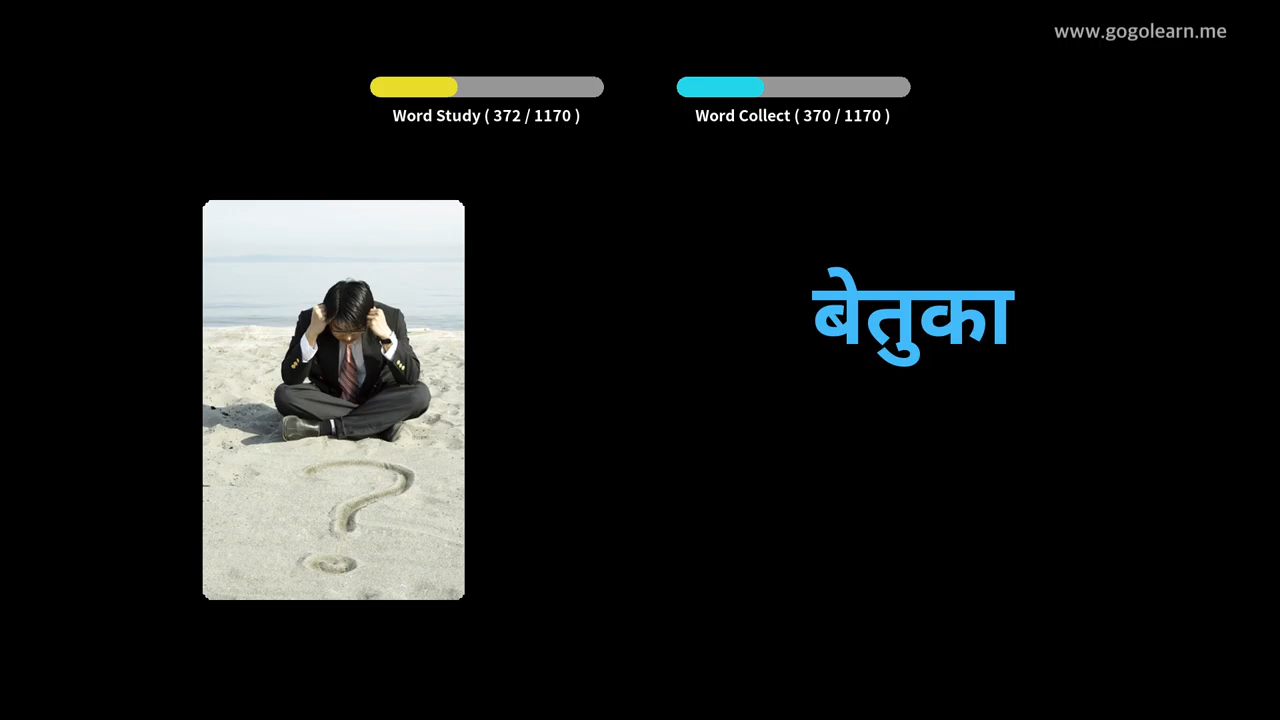 www.gogolearn.me
Word Study ( 372 / 1170 )
Word Collect ( 370 / 1170 )
बेतुका
?